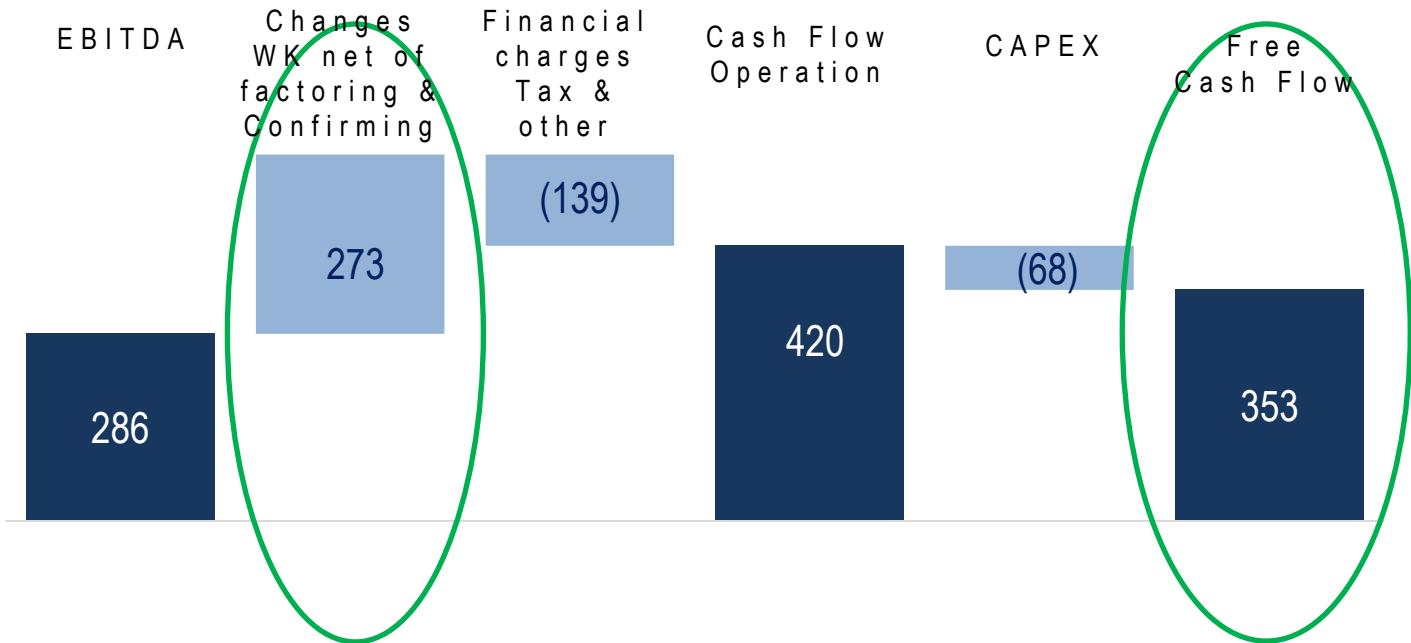 EBITDA
Changes
WK net of
factoring &
Confirming
Financial
charges
Tax &
other
Cash Flow
Operation
CAPEX
Free
Cash Flow
286
273
(139)
420
(68)
353